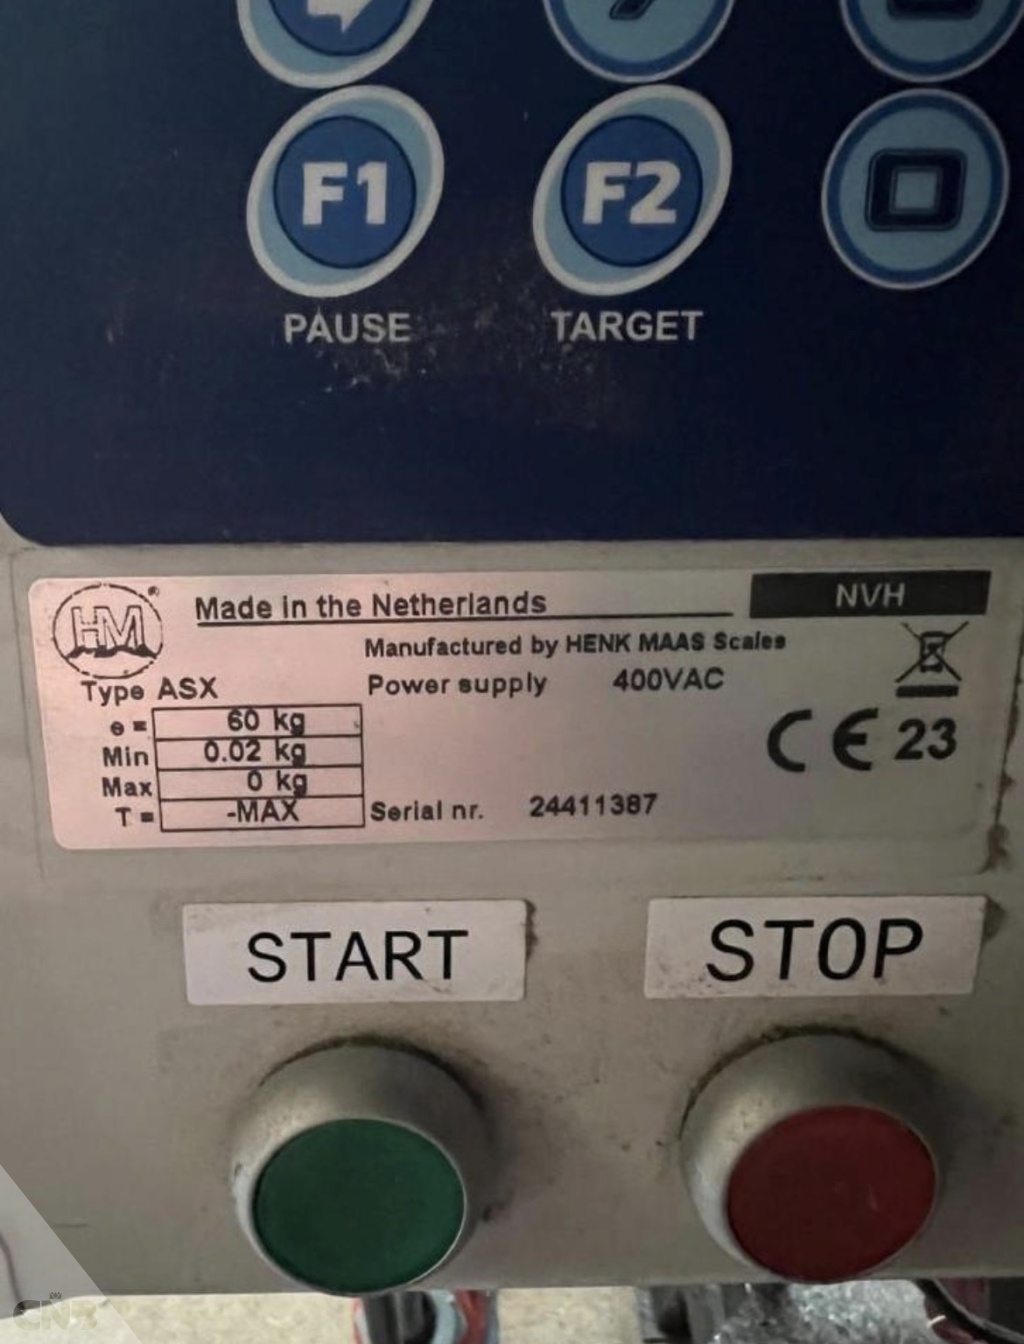 F1
F2
PAUSE
TARGET
HM®
Made in the Netherlands
NVH
Manufactured by HENK MAAS Scales
Type ASX
Power supply 400VAC
e = 60 kg
Min 0.02 kg
Max 0 kg
T = -MAX
CE 23
Serial nr. 24411387
START
STOP